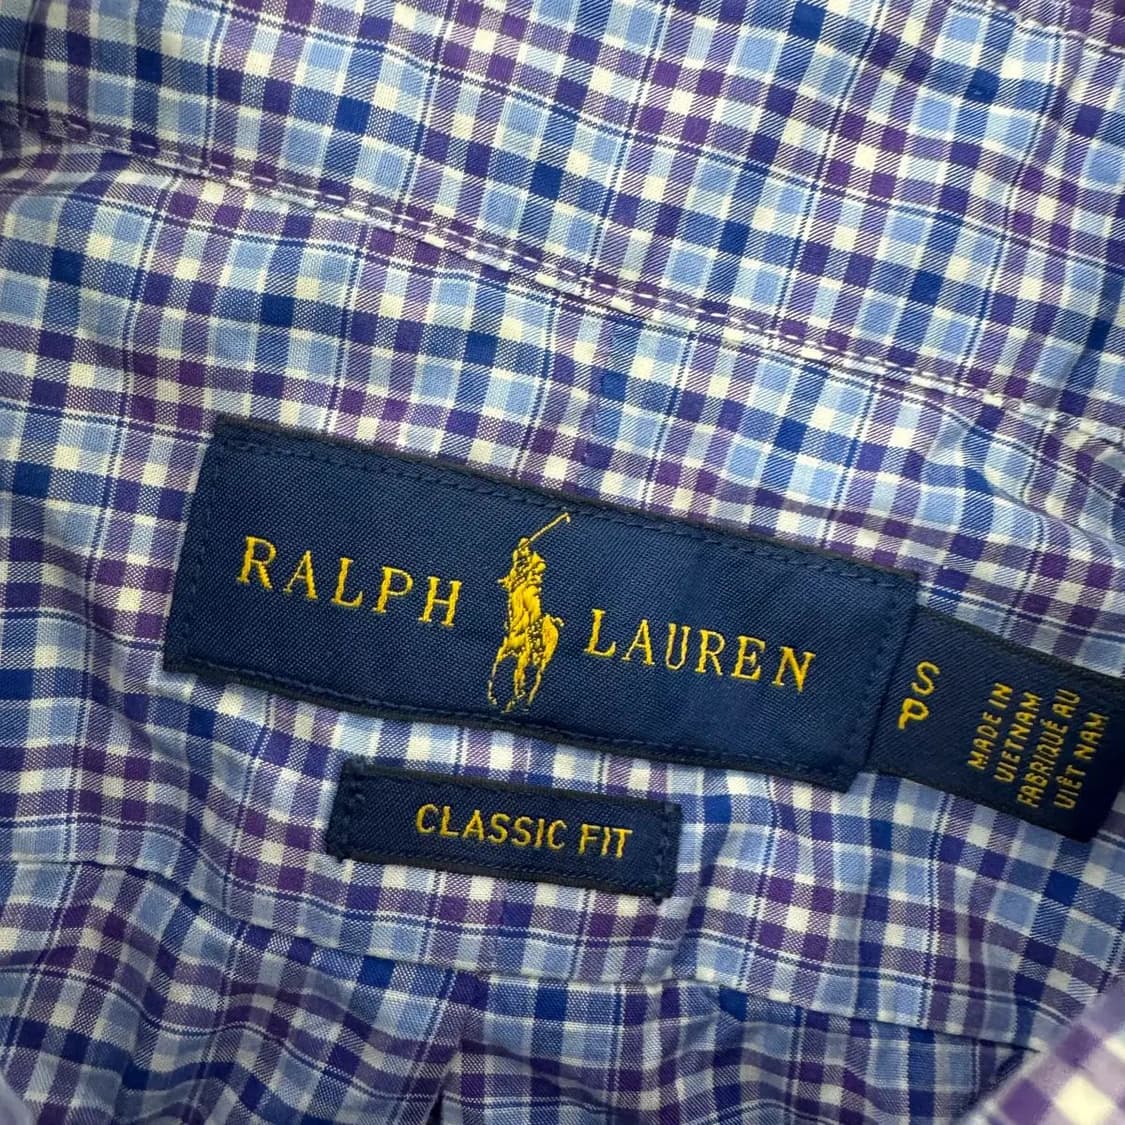 RALPH LAUREN
S
P
MADE IN
VIETNAM
FABRIQUÉ AU
VIÊT NAM
CLASSIC FIT